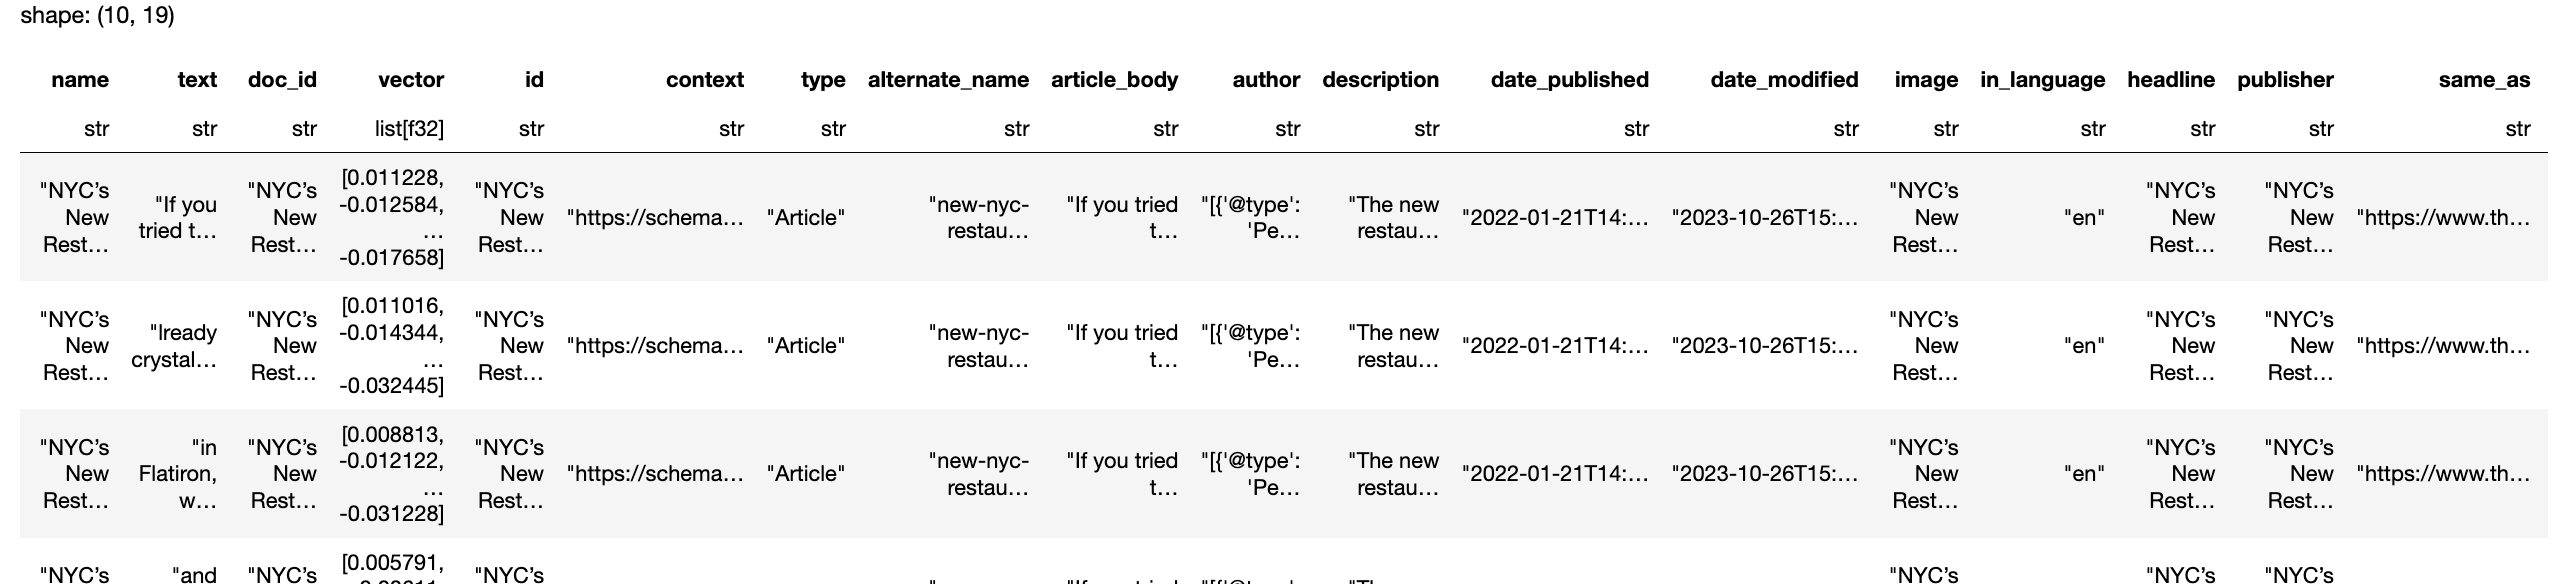 shape: (10, 19)
name text doc_id vector id context type alternate_name article_body author description date_published date_modified image in_language headline publisher same_as
str str str list[f32] str str str str str str str str str str str str str str
"NYC’s New Rest… "If you tried t… "NYC’s New Rest… [0.011228, -0.012584, … -0.017658] "NYC’s New Rest… "https://schema… "Article" "new-nyc-restau… "If you tried t… "[{'@type': 'Pe… "The new restau… "2022-01-21T14:… "2023-10-26T15:… "NYC’s New Rest… "en" "NYC’s New Rest… "NYC’s New Rest… "https://www.th…
"NYC’s New Rest… "lready crystal… "NYC’s New Rest… [0.011016, -0.014344, … -0.032445] "NYC’s New Rest… "https://schema… "Article" "new-nyc-restau… "If you tried t… "[{'@type': 'Pe… "The new restau… "2022-01-21T14:… "2023-10-26T15:… "NYC’s New Rest… "en" "NYC’s New Rest… "NYC’s New Rest… "https://www.th…
"NYC’s New Rest… "in Flatiron, w… "NYC’s New Rest… [0.008813, -0.012122, … -0.031228] "NYC’s New Rest… "https://schema… "Article" "new-nyc-restau… "If you tried t… "[{'@type': 'Pe… "The new restau… "2022-01-21T14:… "2023-10-26T15:… "NYC’s New Rest… "en" "NYC’s New Rest… "NYC’s New Rest… "https://www.th…
"NYC’s "and "NYC’s [0.005791, "NYC’s "NYC’s "NYC’s "NYC’s